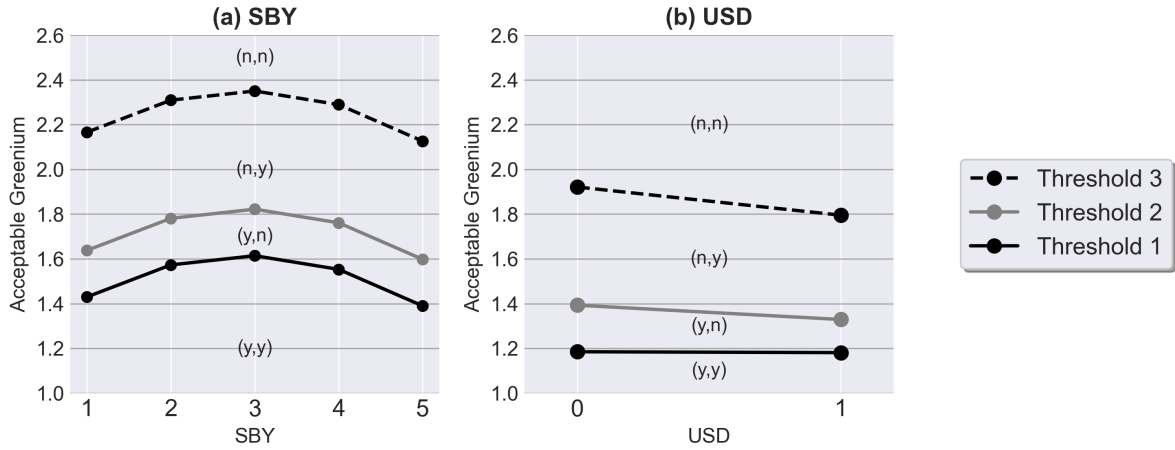 (a) SBY
2.6
2.4
2.2
2.0
1.8
1.6
1.4
1.2
1.0
Acceptable Greenium
(n,n)
(n,y)
(y,n)
(y,y)
1 2 3 4 5
SBY
(b) USD
2.6
2.4
2.2
2.0
1.8
1.6
1.4
1.2
1.0
Acceptable Greenium
(n,n)
(n,y)
(y,n)
(y,y)
0 1
USD
Threshold 3
Threshold 2
Threshold 1